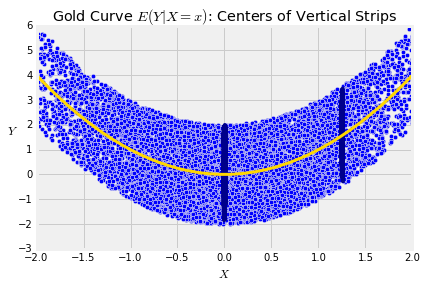 Gold Curve E(Y|X = x): Centers of Vertical Strips
6
5
4
3
2
1
0
−1
−2
−3
Y
−2.0 −1.5 −1.0 −0.5 0.0 0.5 1.0 1.5 2.0
X